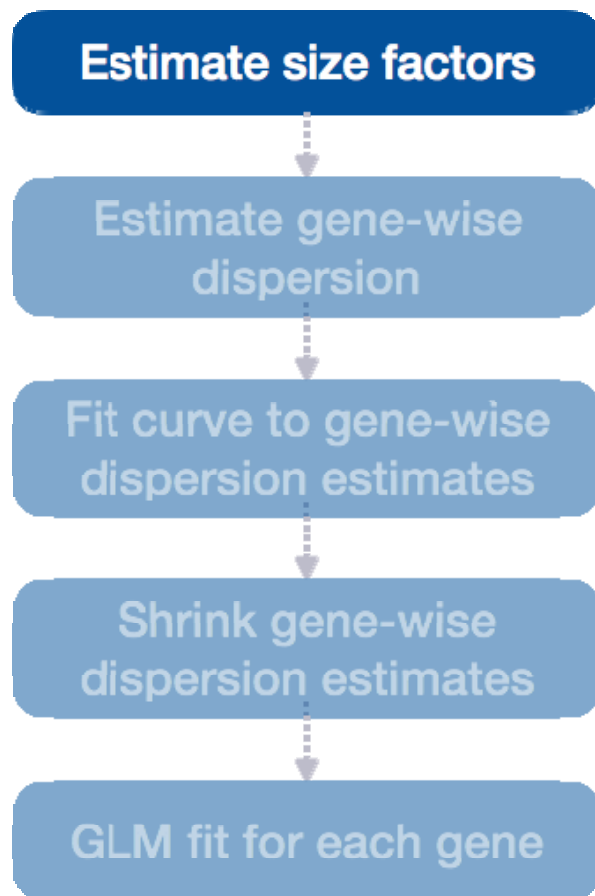 Estimate size factors
Estimate gene-wise
dispersion
Fit curve to gene-wise
dispersion estimates
Shrink gene-wise
dispersion estimates
GLM fit for each gene